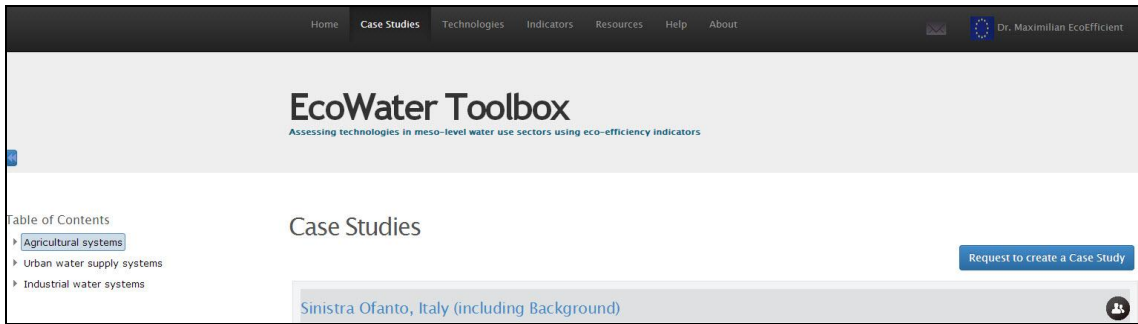 Home Case Studies Technologies Indicators Resources Help About Dr. Maximilian EcoEfficient
EcoWater Toolbox
Assessing technologies in meso-level water use sectors using eco-efficiency indicators
Table of Contents
Agricultural systems
Urban water supply systems
Industrial water systems
Case Studies
Request to create a Case Study
Sinistra Ofanto, Italy (including Background)